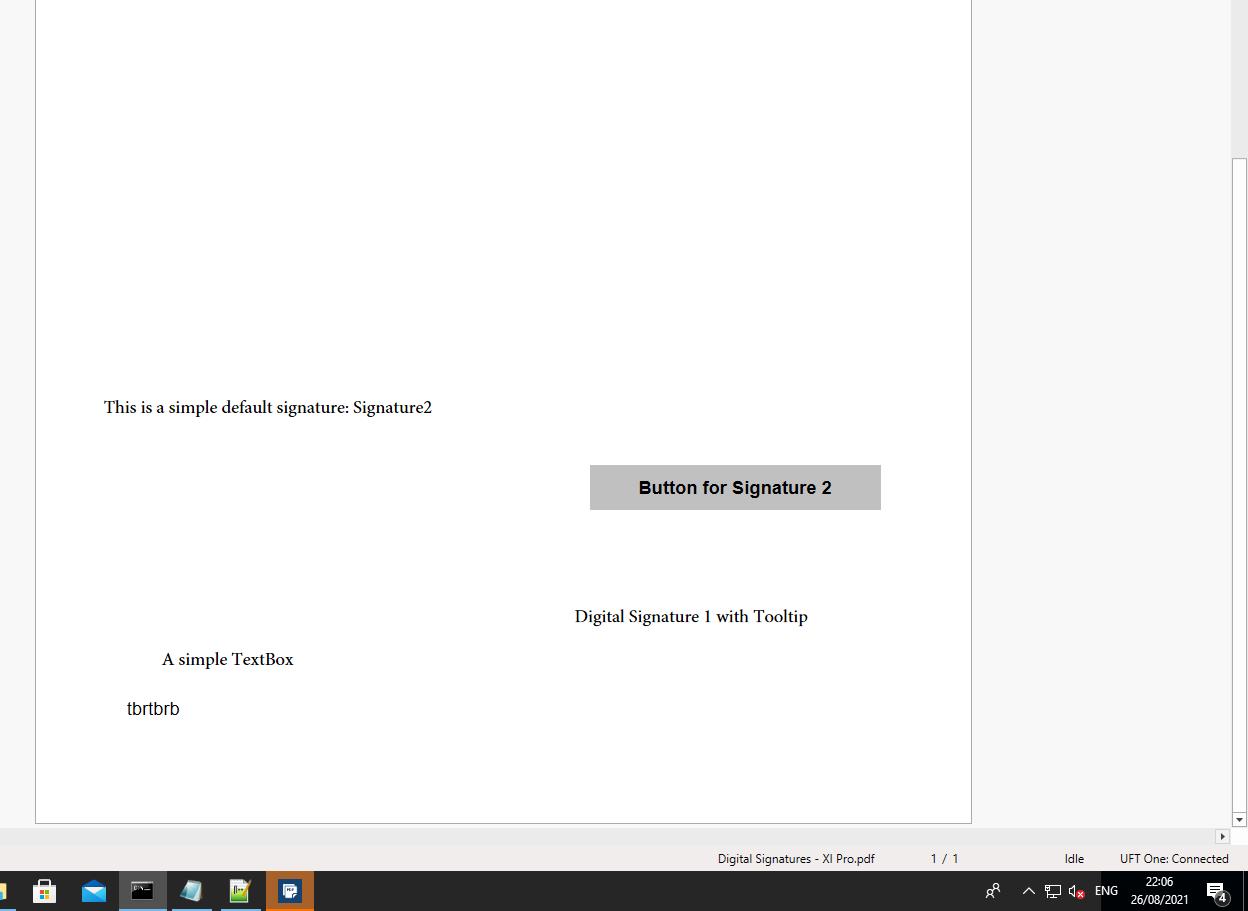 This is a simple default signature: Signature2
Button for Signature 2
Digital Signature 1 with Tooltip
A simple TextBox
tbrtbrb
Digital Signatures - XI Pro.pdf 1 / 1 Idle UFT One: Connected
ENG 22:06
26/08/2021
4